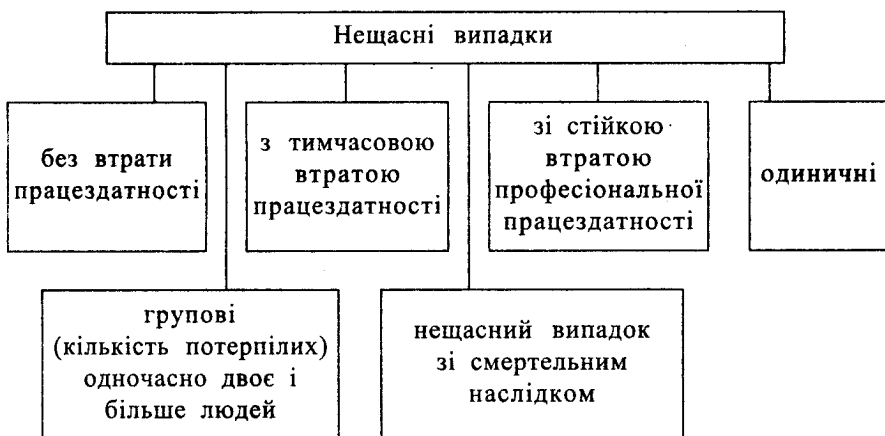 Нещасні випадки
без втрати
працездатності
з тимчасовою
втратою
працездатності
зі стійкою
втратою
професіональної
працездатності
одиничні
групові
(кількість потерпілих)
одночасно двоє і
більше людей
нещасний випадок
зі смертельним
наслідком